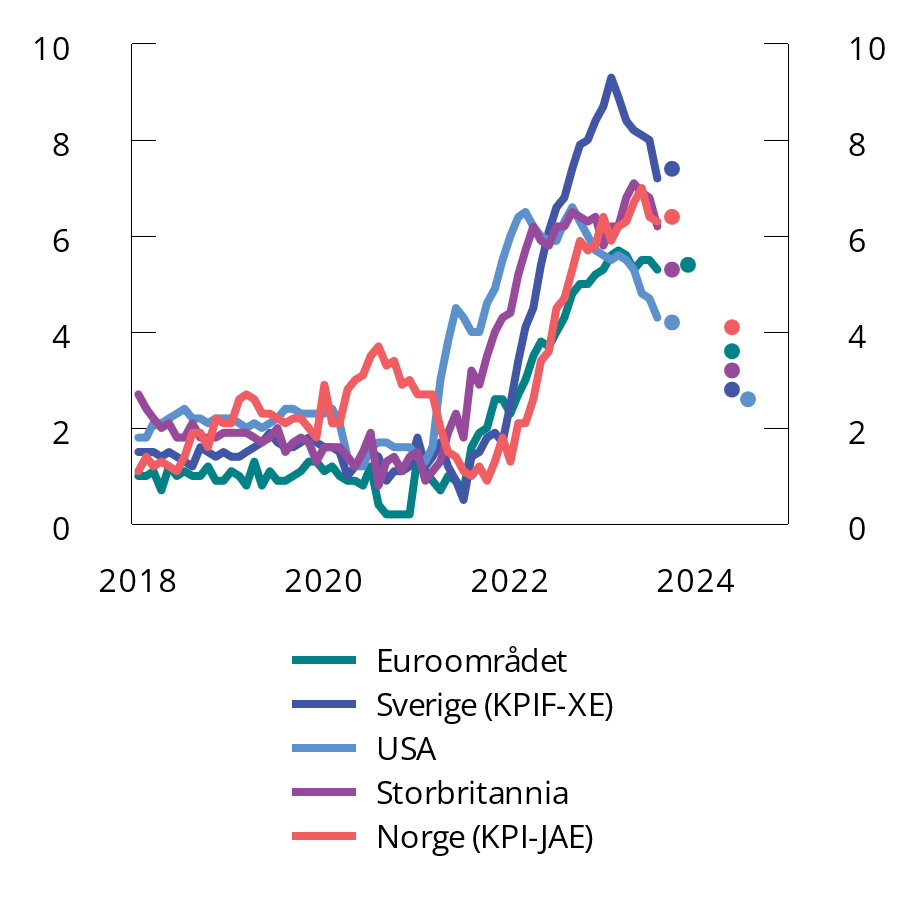 10 10
8 8
6 6
4 4
2 2
0 0
2018 2020 2022 2024
Euroområdet
Sverige (KPIF-XE)
USA
Storbritannia
Norge (KPI-JAE)